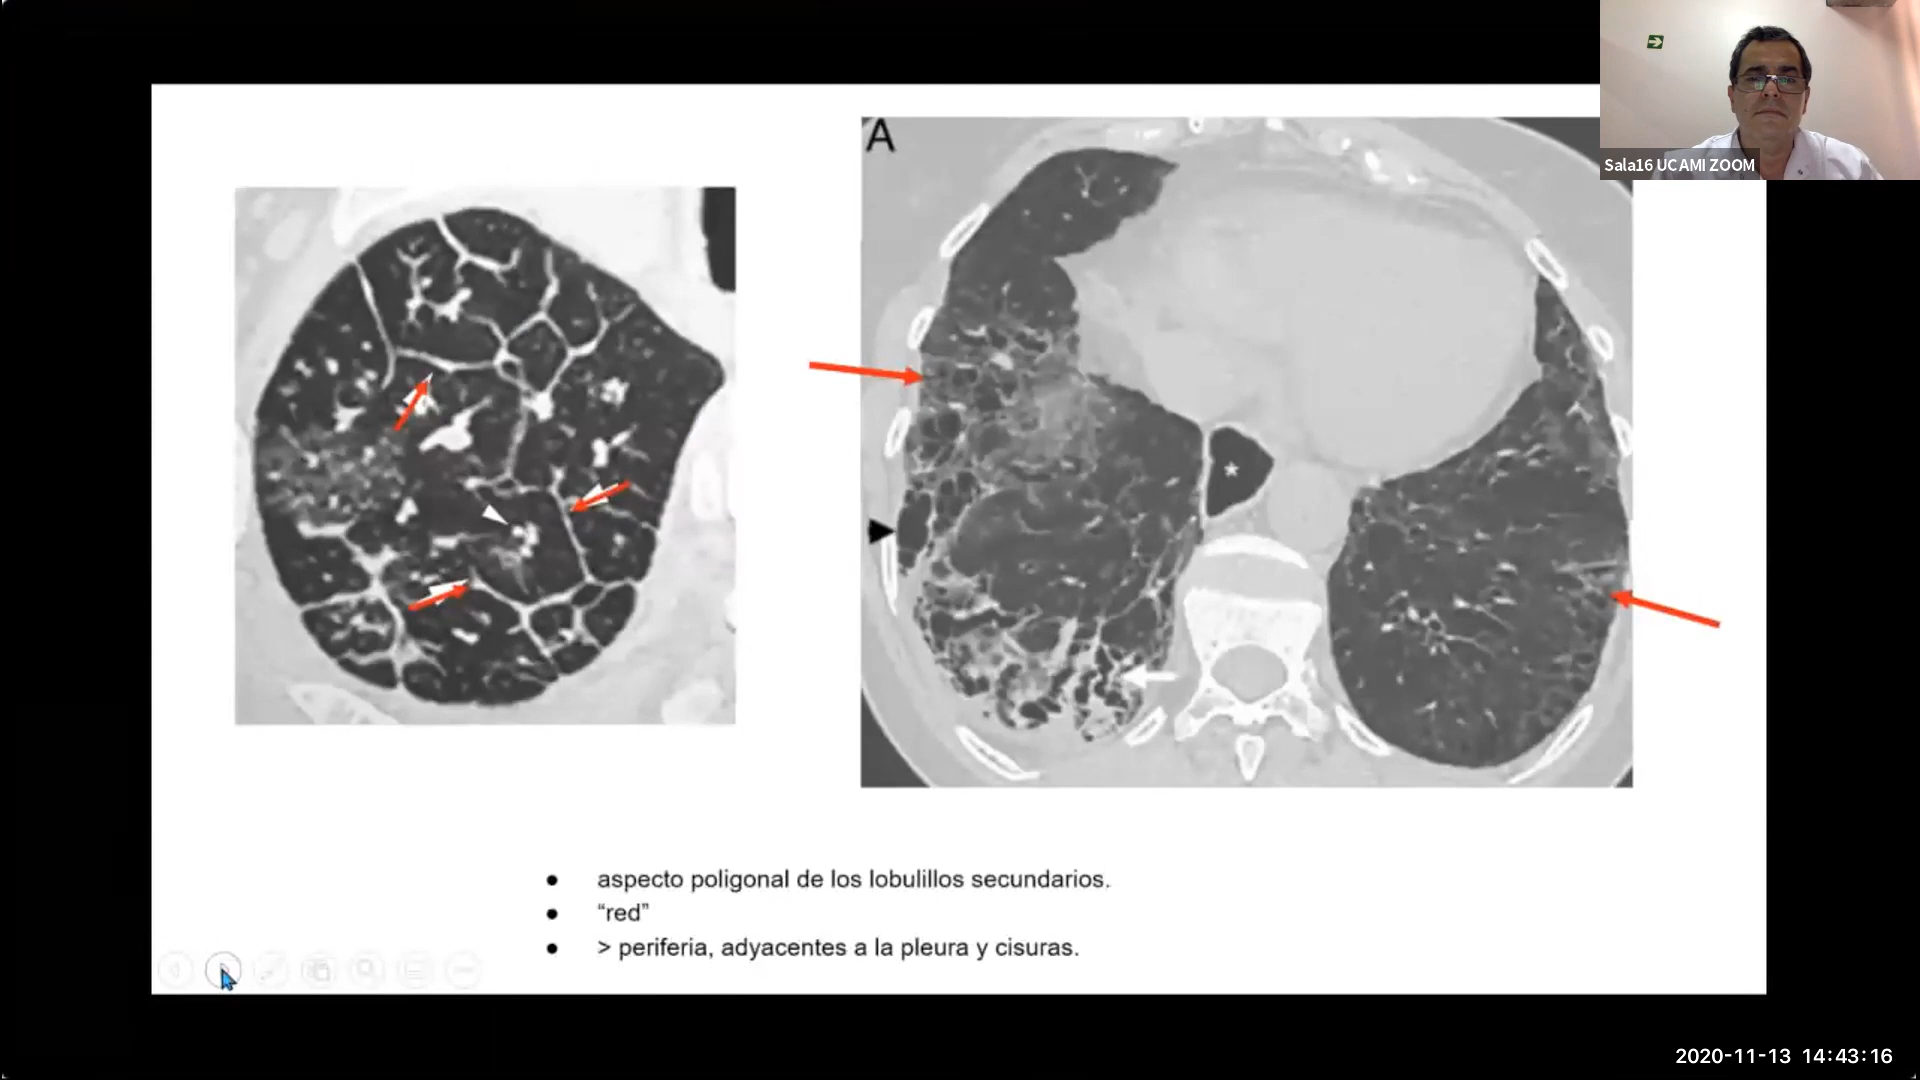 A
Sala16 UCAMI ZOOM
aspecto poligonal de los lobulillos secundarios.
“red”
> periferia, adyacentes a la pleura y cisuras.
2020-11-13 14:43:16